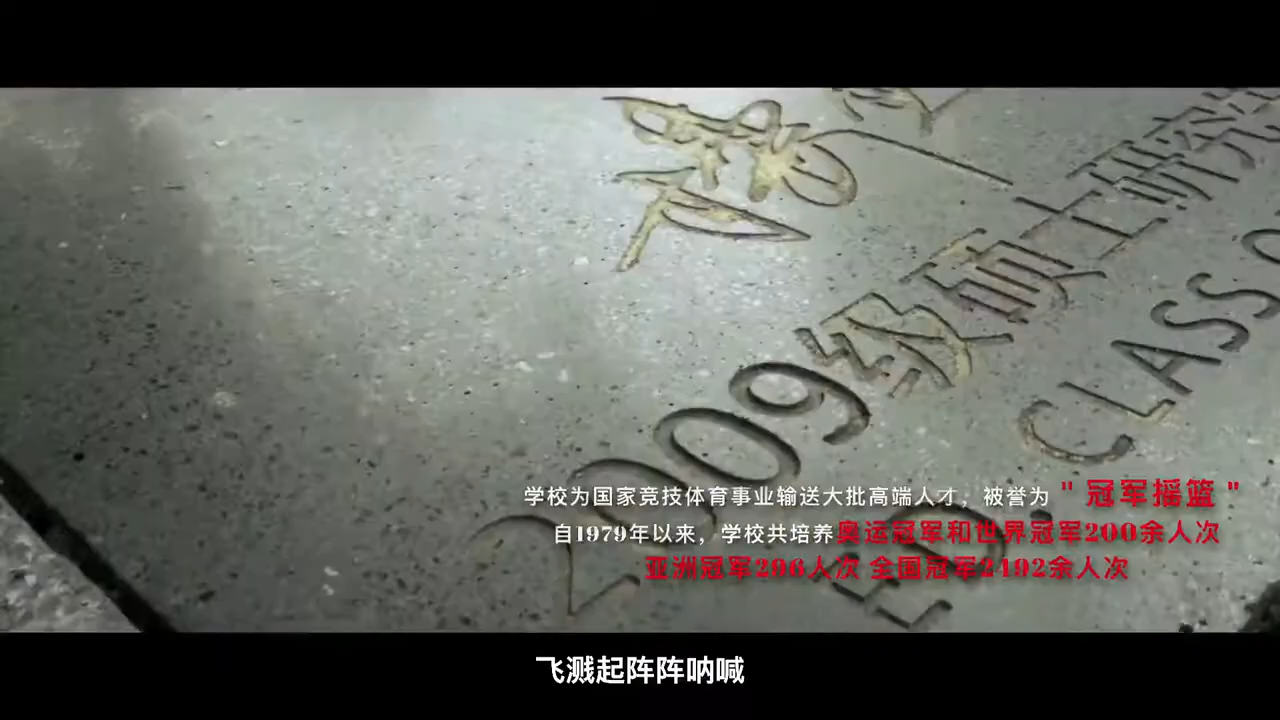 2009级硕士研究生
CLASS O
学校为国家竞技体育事业输送大批高端人才，被誉为＂冠军摇篮＂
自1979年以来，学校共培养奥运冠军和世界冠军200余人次
亚洲冠军296人次 全国冠军2492余人次
飞溅起阵阵呐喊